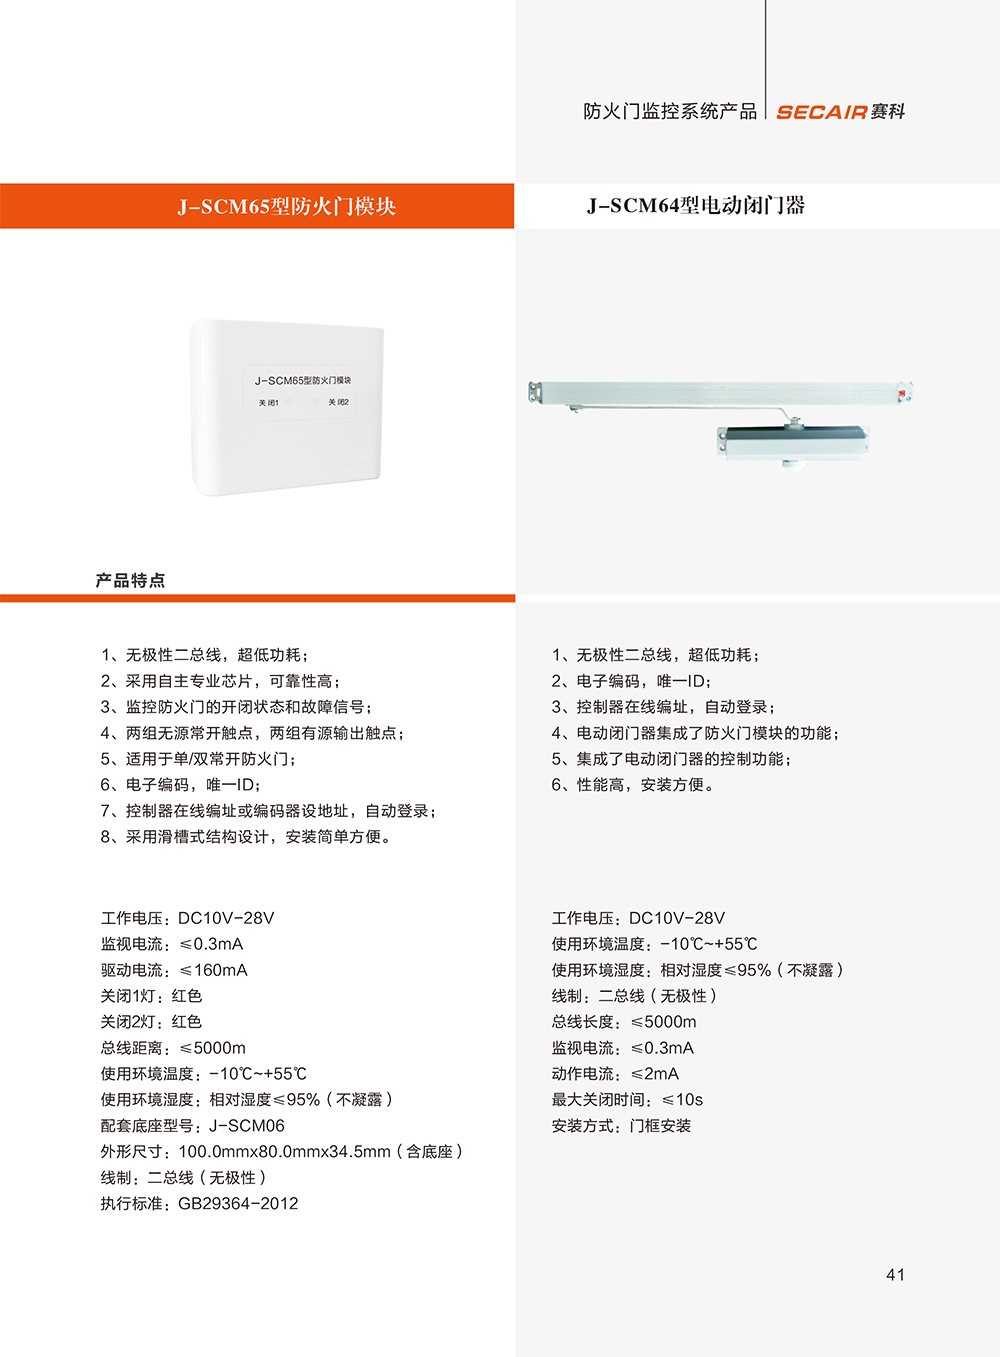 防火门监控系统产品
SECAIR赛科
J-SCM65型防火门模块
J-SCM64型电动闭门器
J-SCM65型防火门模块
关 闭1
关 闭2
SECAIR
产品特点
1、无极性二总线，超低功耗；
2、采用自主专业芯片，可靠性高；
3、监控防火门的开闭状态和故障信号；
4、两组无源常开触点，两组有源输出触点；
5、适用于单/双常开防火门；
6、电子编码，唯一ID；
7、控制器在线编址或编码器设地址，自动登录；
8、采用滑槽式结构设计，安装简单方便。
工作电压：DC10V-28V
监视电流：≤0.3mA
驱动电流：≤160mA
关闭1灯：红色
关闭2灯：红色
总线距离：≤5000m
使用环境温度：-10℃~+55℃
使用环境湿度：相对湿度≤95%（不凝露）
配套底座型号：J-SCM06
外形尺寸：100.0mmx80.0mmx34.5mm（含底座）
线制：二总线（无极性）
执行标准：GB29364-2012
1、无极性二总线，超低功耗；
2、电子编码，唯一ID；
3、控制器在线编址，自动登录；
4、电动闭门器集成了防火门模块的功能；
5、集成了电动闭门器的控制功能；
6、性能高，安装方便。
工作电压：DC10V-28V
使用环境温度：-10℃~+55℃
使用环境湿度：相对湿度≤95%（不凝露）
线制：二总线（无极性）
总线长度：≤5000m
监视电流：≤0.3mA
动作电流：≤2mA
最大关闭时间：≤10s
安装方式：门框安装
41